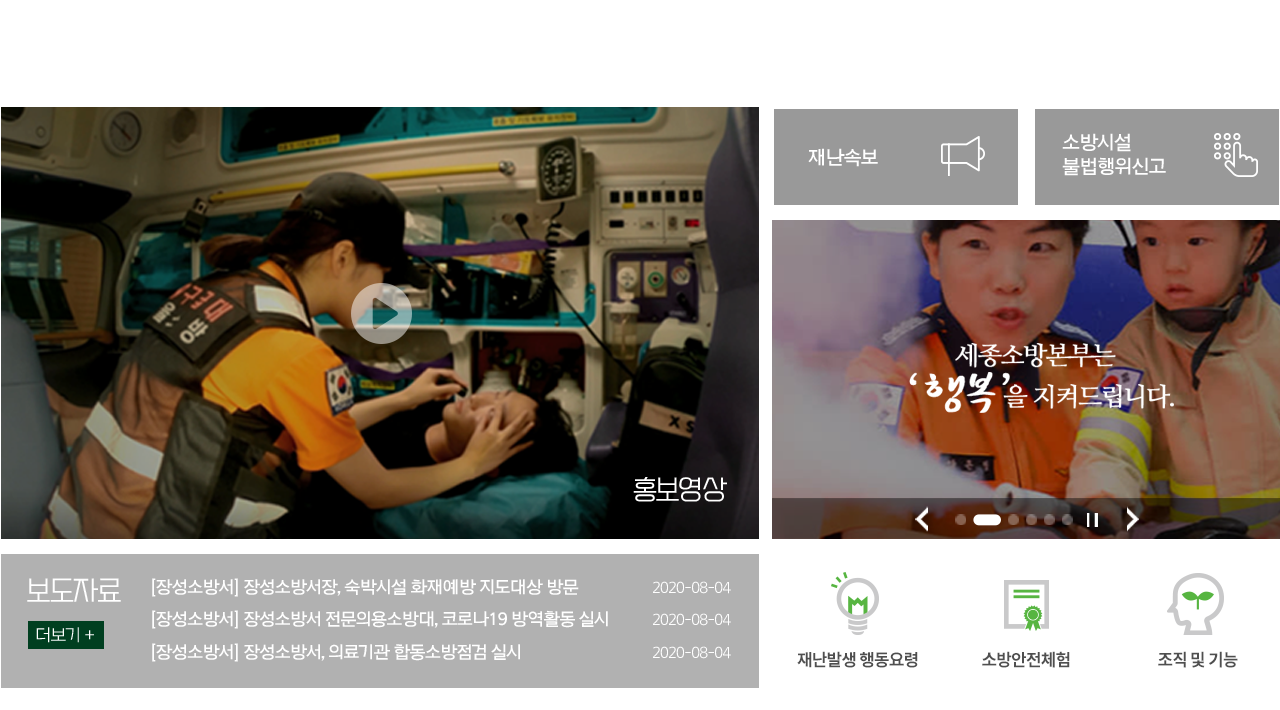 재난속보
소방시설
불법행위신고
구급대
홍보영상
세종소방본부는
‘행복’을 지켜드립니다.
보도자료
더보기 +
[장성소방서] 장성소방서장, 숙박시설 화재예방 지도대상 방문 2020-08-04
[장성소방서] 장성소방서 전문의용소방대, 코로나19 방역활동 실시 2020-08-04
[장성소방서] 장성소방서, 의료기관 합동소방점검 실시 2020-08-04
재난발생 행동요령
소방안전체험
조직 및 기능